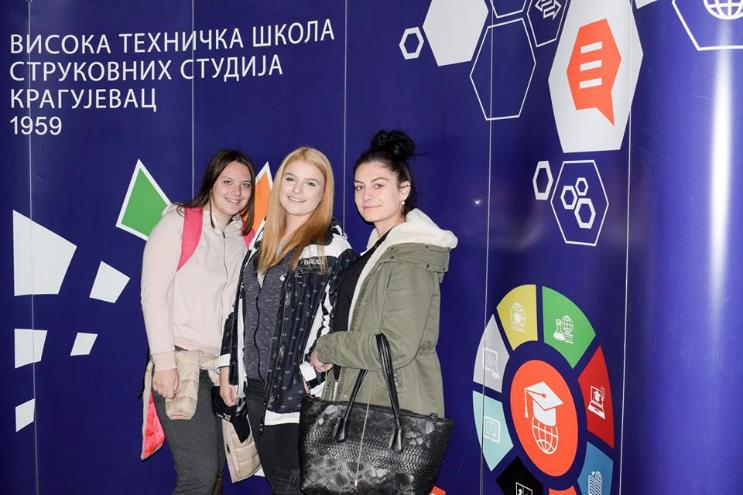 ВИСОКА ТЕХНИЧКА ШКОЛА
СТРУКОВНИХ СТУДИЈА
КРАГУЈЕВАЦ
1959